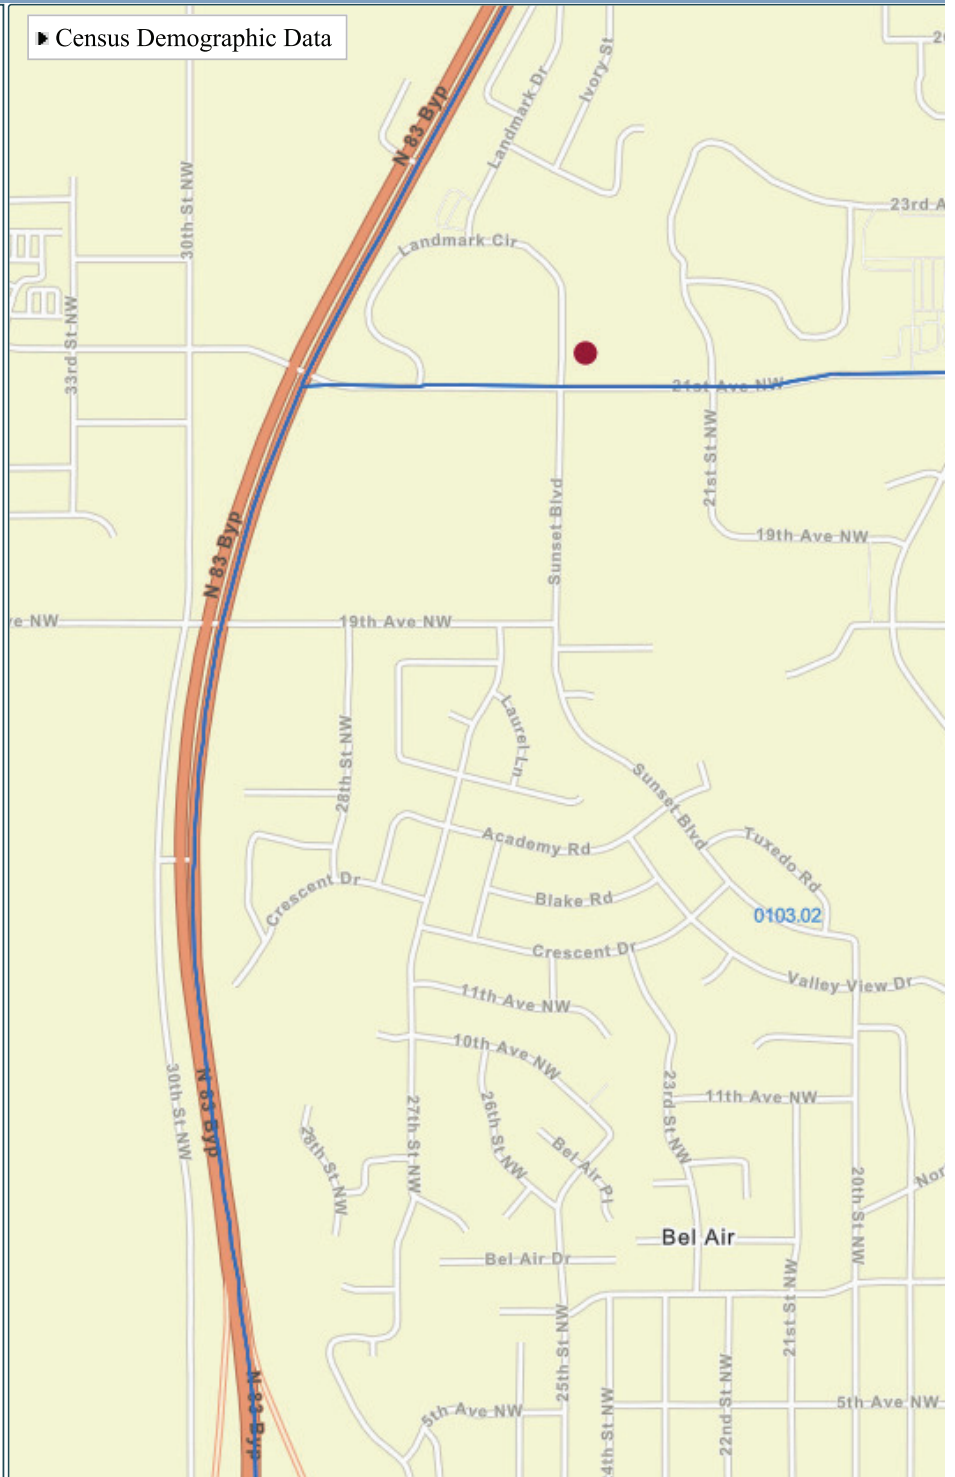 Census Demographic Data
N 83 Byp
Landmark Dr
Ivory St
30th St NW
23rd A
Landmark Cir
33rd St NW
21st Ave NW
21st St NW
Sunset Blvd
N 83 Byp
19th Ave NW
ve NW
19th Ave NW
Laurel Ln
28th St NW
Sunset Blvd
Academy Rd
Tuxedo Rd
Crescent Dr
Blake Rd
0103.02
Crescent Dr
Valley View Dr
11th Ave NW
10th Ave NW
30th St NW
N 83 Byp
27th St NW
26th St NW
23rd St NW
11th Ave NW
28th St NW
Bel Air Pl
20th St NW
Nor
Bel Air
Bel Air Dr
21st St NW
25th St NW
22nd St NW
4th St NW
N 83 Byp
5th Ave NW
5th Ave NW